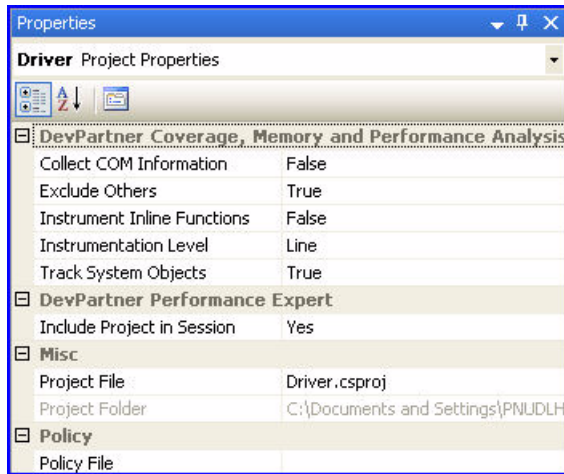 Properties
Driver Project Properties
DevPartner Coverage, Memory and Performance Analysis
Collect COM Information False
Exclude Others True
Instrument Inline Functions False
Instrumentation Level Line
Track System Objects True
DevPartner Performance Expert
Include Project in Session Yes
Misc
Project File Driver.csproj
Project Folder C:\Documents and Settings\PNUDLH
Policy
Policy File